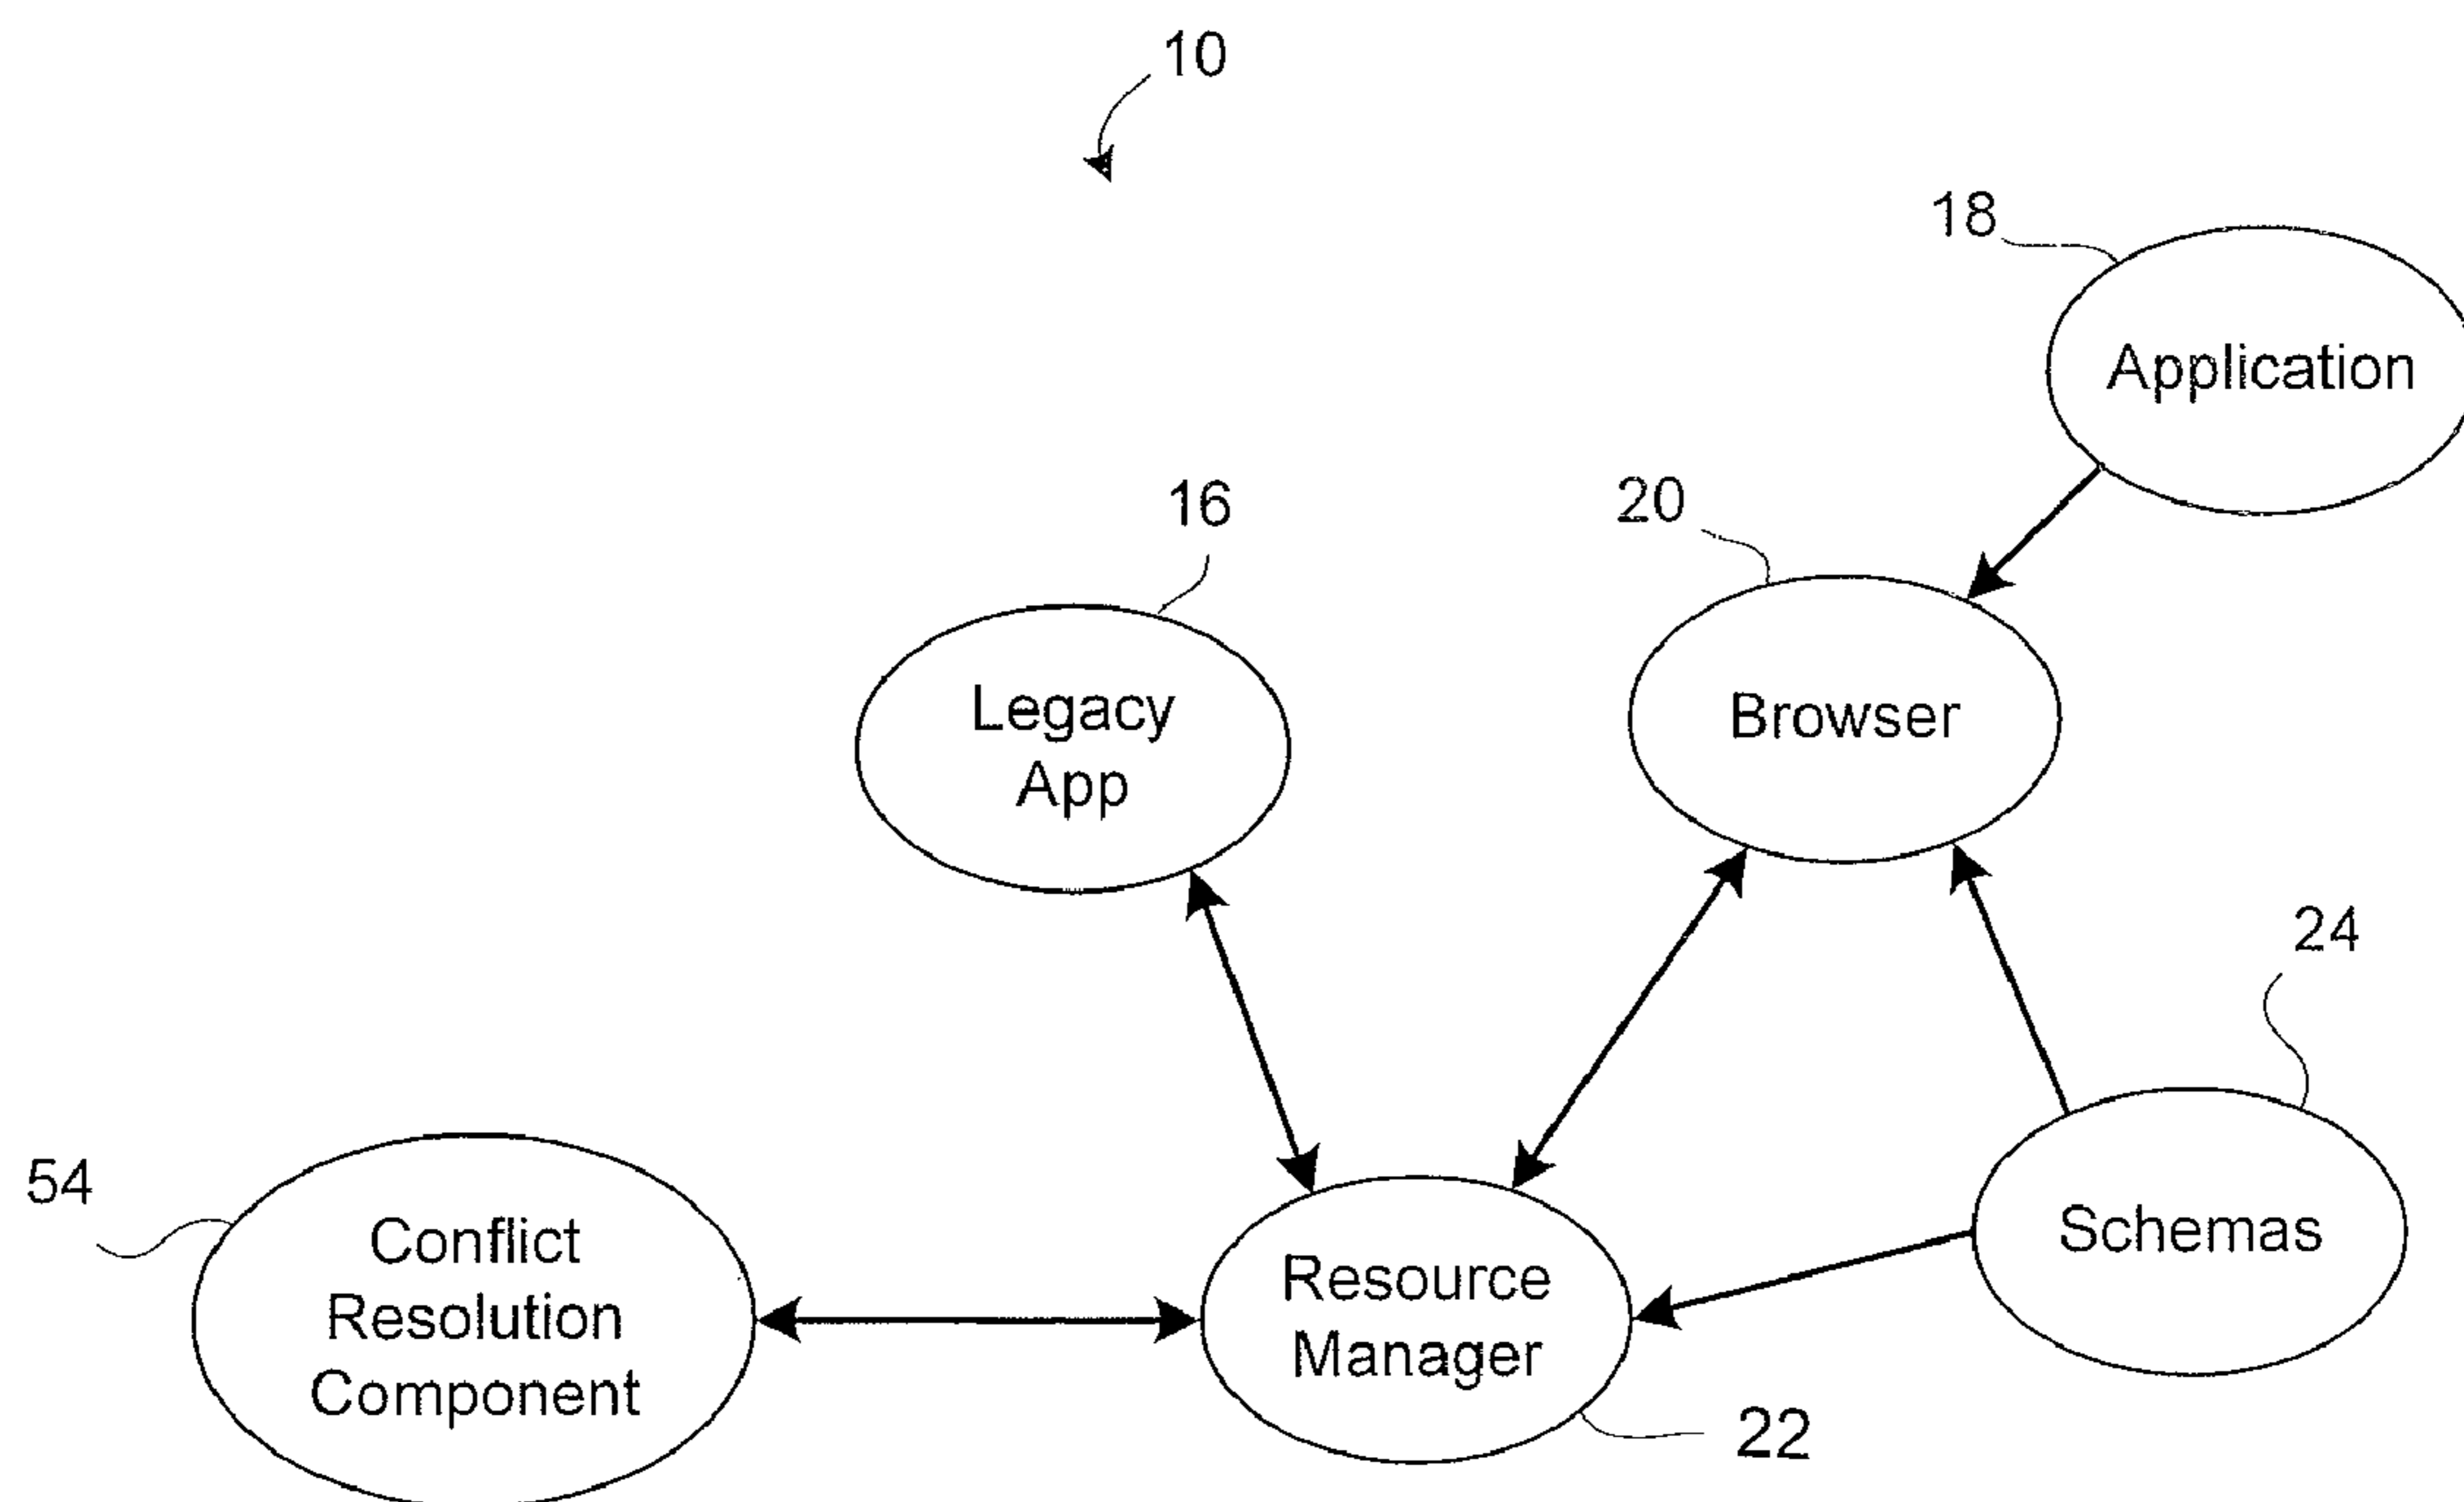 10
18
Application
16
20
Legacy
App
Browser
24
54
Conflict
Resolution
Component
Resource
Manager
Schemas
22